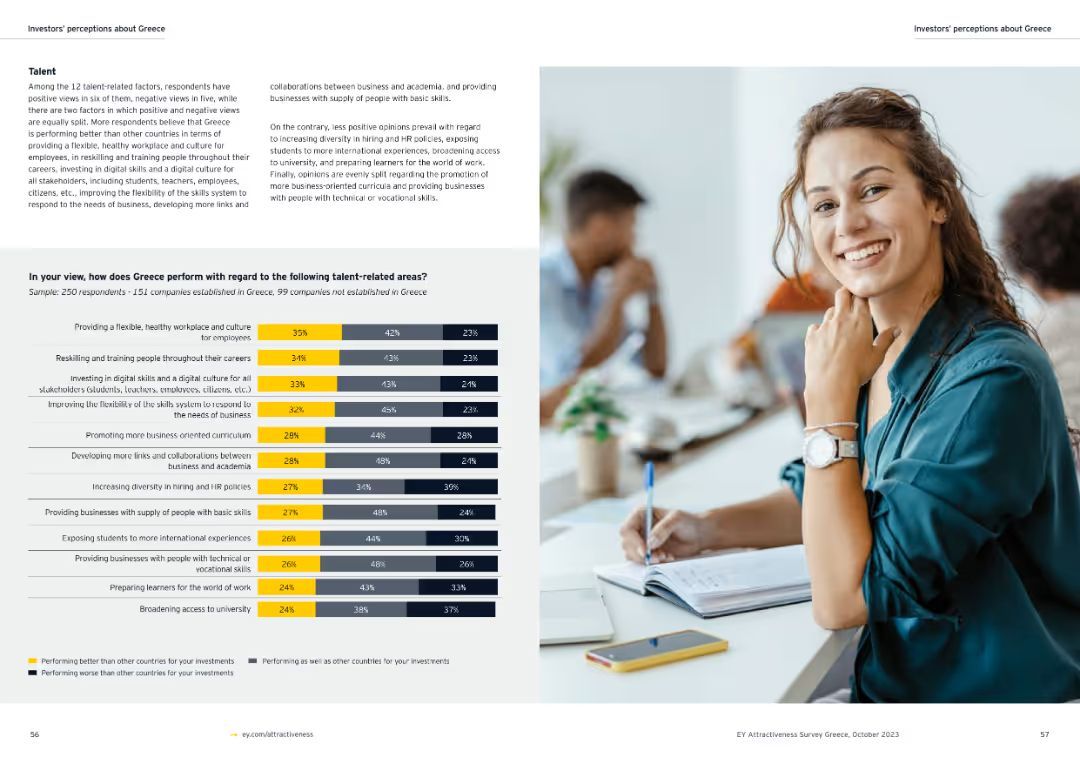 Investors' perceptions about Greece
Investors' perceptions about Greece
Talent
Among the 12 talent-related factors, respondents have
positive views in six of them, negative views in five, while
there are two factors in which positive and negative views
are equally split. More respondents believe that Greece
is performing better than other countries in terms of
providing a flexible, healthy workplace and culture for
employees, in reskilling and training people throughout their
careers, investing in digital skills and a digital culture for
all stakeholders, including students, teachers, employees,
citizens, etc., improving the flexibility of the skills system to
respond to the needs of business, developing more links and
collaborations between business and academia, and providing
businesses with supply of people with basic skills.
On the contrary, less positive opinions prevail with regard
to increasing diversity in hiring and HR policies, exposing
students to more international experiences, broadening access
to university, and preparing learners for the world of work.
Finally, opinions are evenly split regarding the promotion of
more business-oriented curricula and providing businesses
with people with technical or vocational skills.
In your view, how does Greece perform with regard to the following talent-related areas?
Sample: 250 respondents - 151 companies established in Greece, 99 companies not established in Greece
Providing a flexible, healthy workplace and culture
for employees
35% 42% 23%
Reskilling and training people throughout their careers
34% 43% 23%
Investing in digital skills and a digital culture for all
stakeholders (students, teachers, employees, citizens, etc.)
33% 43% 24%
Improving the flexibility of the skills system to respond to
the needs of business
32% 45% 23%
Promoting more business oriented curriculum
28% 44% 28%
Developing more links and collaborations between
business and academia
28% 48% 24%
Increasing diversity in hiring and HR policies
27% 34% 39%
Providing businesses with supply of people with basic skills
27% 48% 24%
Exposing students to more international experiences
26% 44% 30%
Providing businesses with people with technical or
vocational skills
26% 48% 26%
Preparing learners for the world of work
24% 43% 33%
Broadening access to university
24% 38% 37%
Performing better than other countries for your investments
Performing as well as other countries for your investments
Performing worse than other countries for your investments
56
ey.com/attractiveness
EY Attractiveness Survey Greece, October 2023
57